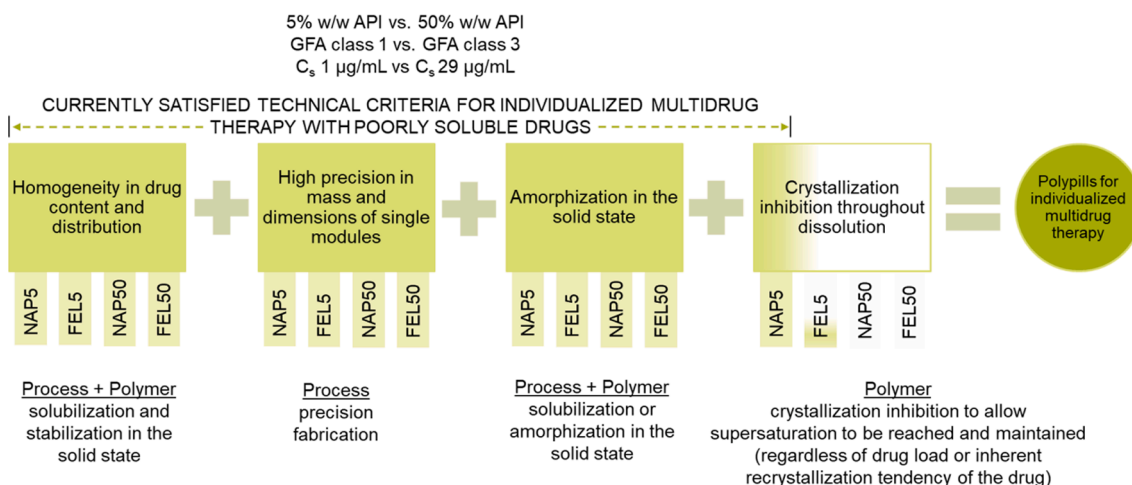 5% w/w API vs. 50% w/w API
GFA class 1 vs. GFA class 3
Cs 1 µg/mL vs Cs 29 µg/mL
CURRENTLY SATISFIED TECHNICAL CRITERIA FOR INDIVIDUALIZED MULTIDRUG
THERAPY WITH POORLY SOLUBLE DRUGS
Homogeneity in drug
content and
distribution
High precision in
mass and
dimensions of single
modules
Amorphization in the
solid state
Crystallization
inhibition throughout
dissolution
Polypills for
individualized
multidrug
therapy
NAP5
FEL5
NAP50
FEL50
NAP5
FEL5
NAP50
FEL50
NAP5
FEL5
NAP50
FEL50
NAP5
FEL5
NAP50
FEL50
Process + Polymer
solubilization and
stabilization in the
solid state
Process
precision
fabrication
Process + Polymer
solubilization or
amorphization in the
solid state
Polymer
crystallization inhibition to allow
supersaturation to be reached and maintained
(regardless of drug load or inherent
recrystallization tendency of the drug)